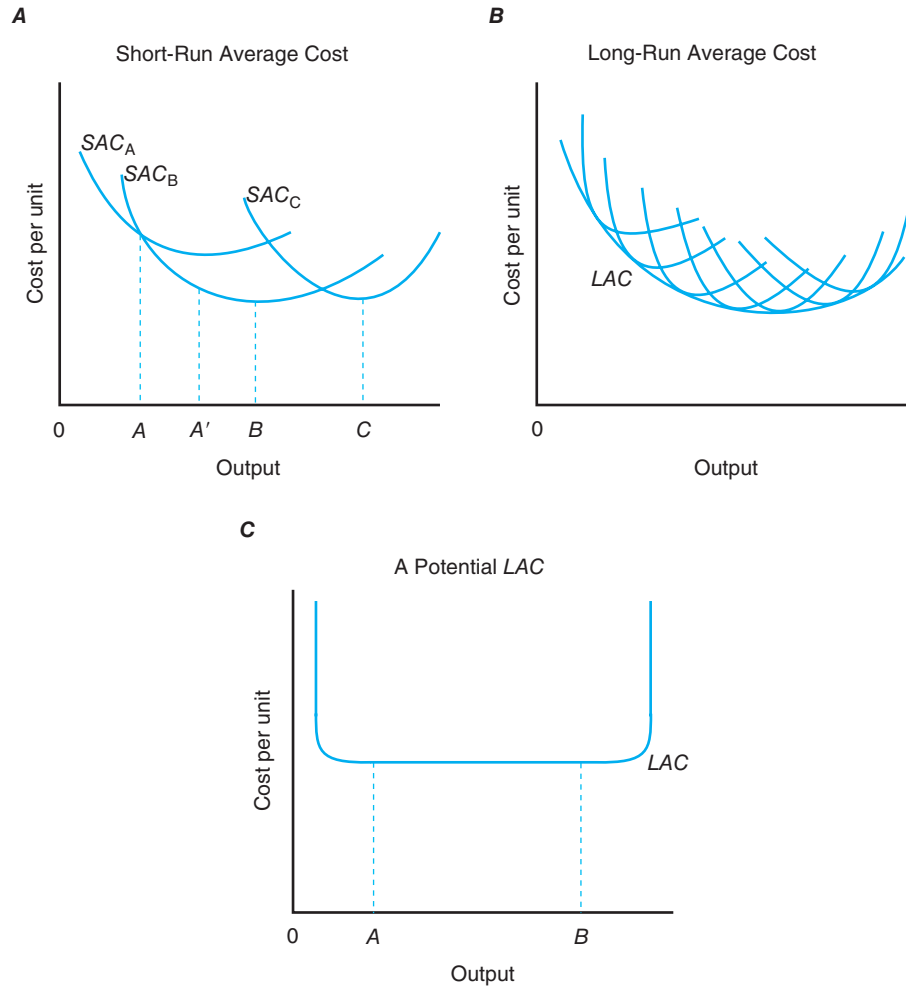 A
Short-Run Average Cost
SAC_A
SAC_B
SAC_C
Cost per unit
0 A A′ B C
Output
B
Long-Run Average Cost
LAC
Cost per unit
0
Output
C
A Potential LAC
LAC
Cost per unit
0 A B
Output